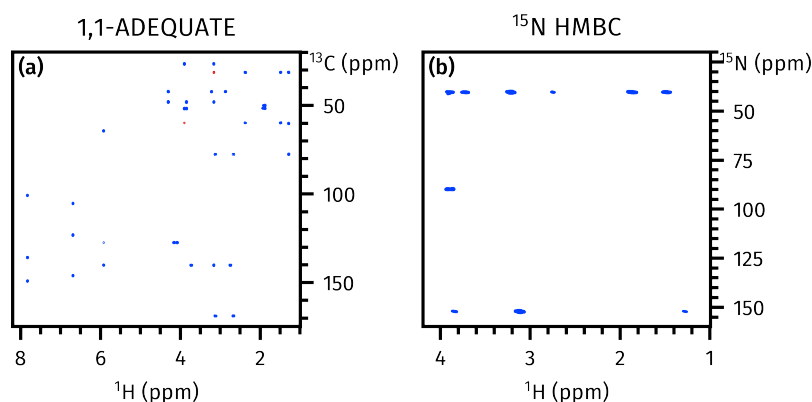 1,1-ADEQUATE
(a)
¹³C (ppm)
50
100
150
8 6 4 2
¹H (ppm)
¹⁵N HMBC
(b)
¹⁵N (ppm)
50
75
100
125
150
4 3 2 1
¹H (ppm)